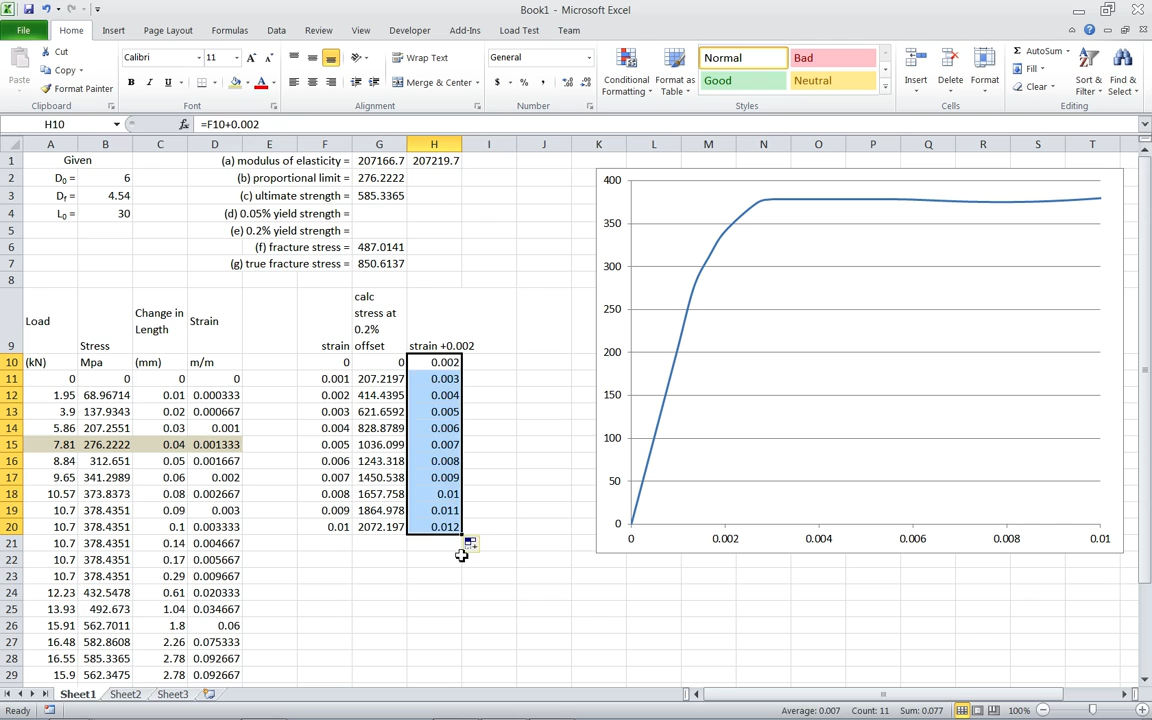 Book1 - Microsoft Excel
File Home Insert Page Layout Formulas Data Review View Developer Add-Ins Load Test Team
Cut Calibri 11 Wrap Text General Normal Bad AutoSum
Paste Copy Fill
Format Painter Merge & Center Conditional Formatting Format as Table Good Neutral Insert Delete Format Clear Sort & Filter Find & Select
Clipboard Font Alignment Number Styles Cells Editing
H10 fx =F10+0.002
A B C D E F G H I J K L M N O P Q R S T
1 Given (a) modulus of elasticity = 207166.7 207219.7
2 D0 = 6 (b) proportional limit = 276.2222
3 Df = 4.54 (c) ultimate strength = 585.3365
4 L0 = 30 (d) 0.05% yield strength =
5 (e) 0.2% yield strength =
6 (f) fracture stress = 487.0141
7 (g) true fracture stress = 850.6137
8
9 Load Stress Change in Length Strain strain calc stress at 0.2% offset strain +0.002
10 (kN) Mpa (mm) m/m 0 0 0.002
11 0 0 0 0 0.001 207.2197 0.003
12 1.95 68.96714 0.01 0.000333 0.002 414.4395 0.004
13 3.9 137.9343 0.02 0.000667 0.003 621.6592 0.005
14 5.86 207.2551 0.03 0.001 0.004 828.8789 0.006
15 7.81 276.2222 0.04 0.001333 0.005 1036.099 0.007
16 8.84 312.651 0.05 0.001667 0.006 1243.318 0.008
17 9.65 341.2989 0.06 0.002 0.007 1450.538 0.009
18 10.57 373.8373 0.08 0.002667 0.008 1657.758 0.01
19 10.7 378.4351 0.09 0.003 0.009 1864.978 0.011
20 10.7 378.4351 0.1 0.003333 0.01 2072.197 0.012
21 10.7 378.4351 0.14 0.004667
22 10.7 378.4351 0.17 0.005667
23 10.7 378.4351 0.29 0.009667
24 12.23 432.5478 0.61 0.020333
25 13.93 492.673 1.04 0.034667
26 15.91 562.7011 1.8 0.06
27 16.48 582.8608 2.26 0.075333
28 16.55 585.3365 2.78 0.092667
29 15.9 562.3475 2.78 0.092667
400
350
300
250
200
150
100
50
0
0 0.002 0.004 0.006 0.008 0.01
Sheet1 Sheet2 Sheet3
Ready Average: 0.007 Count: 11 Sum: 0.077 100%